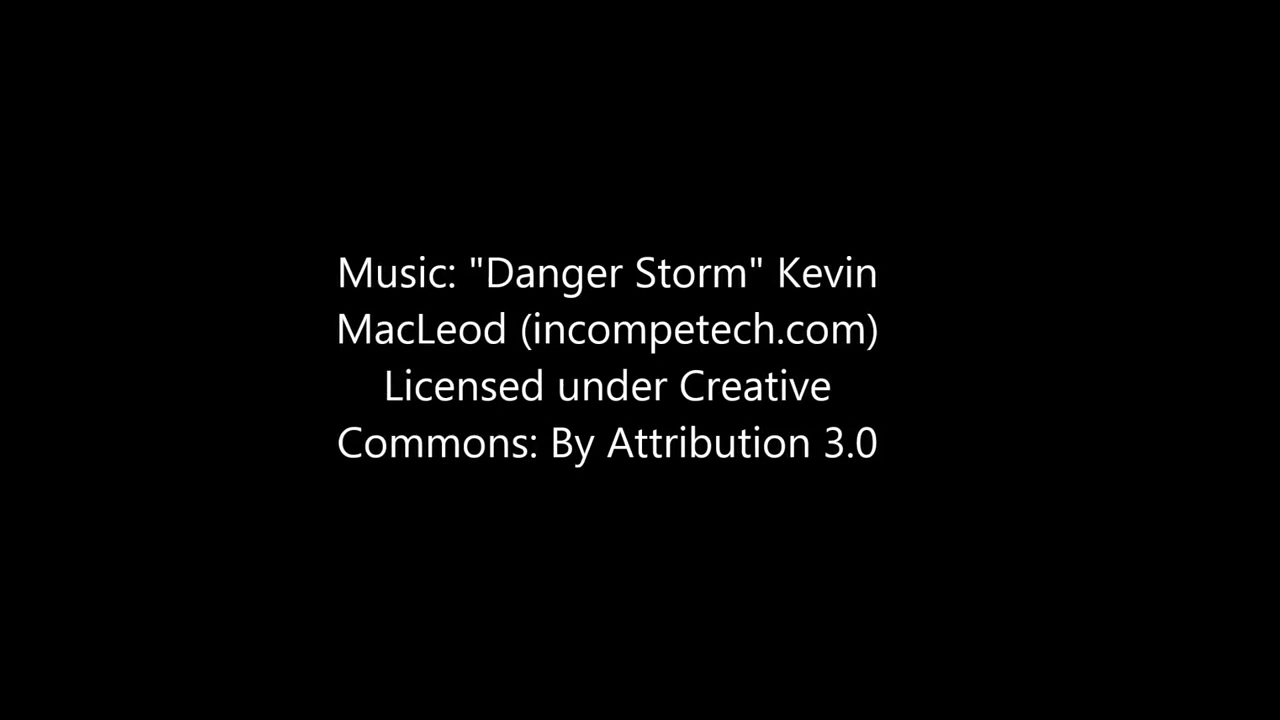 Music: "Danger Storm" Kevin
MacLeod (incompetech.com)
Licensed under Creative
Commons: By Attribution 3.0